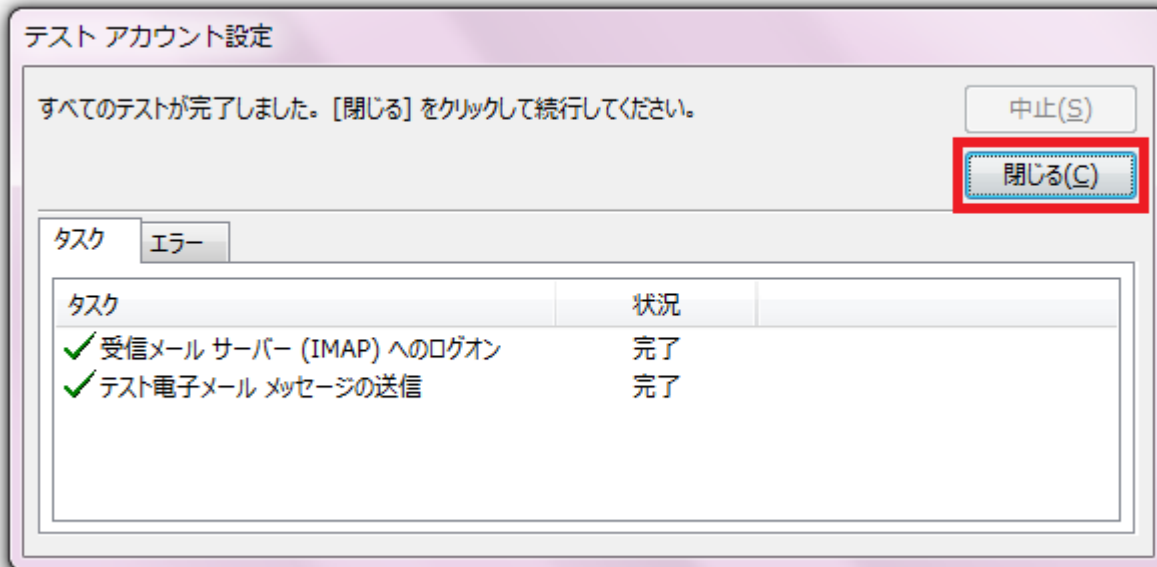 テスト アカウント設定
すべてのテストが完了しました。[閉じる] をクリックして続行してください。
中止(S)
閉じる(C)
タスク エラー
タスク 状況
受信メール サーバー (IMAP) へのログオン 完了
テスト電子メール メッセージの送信 完了